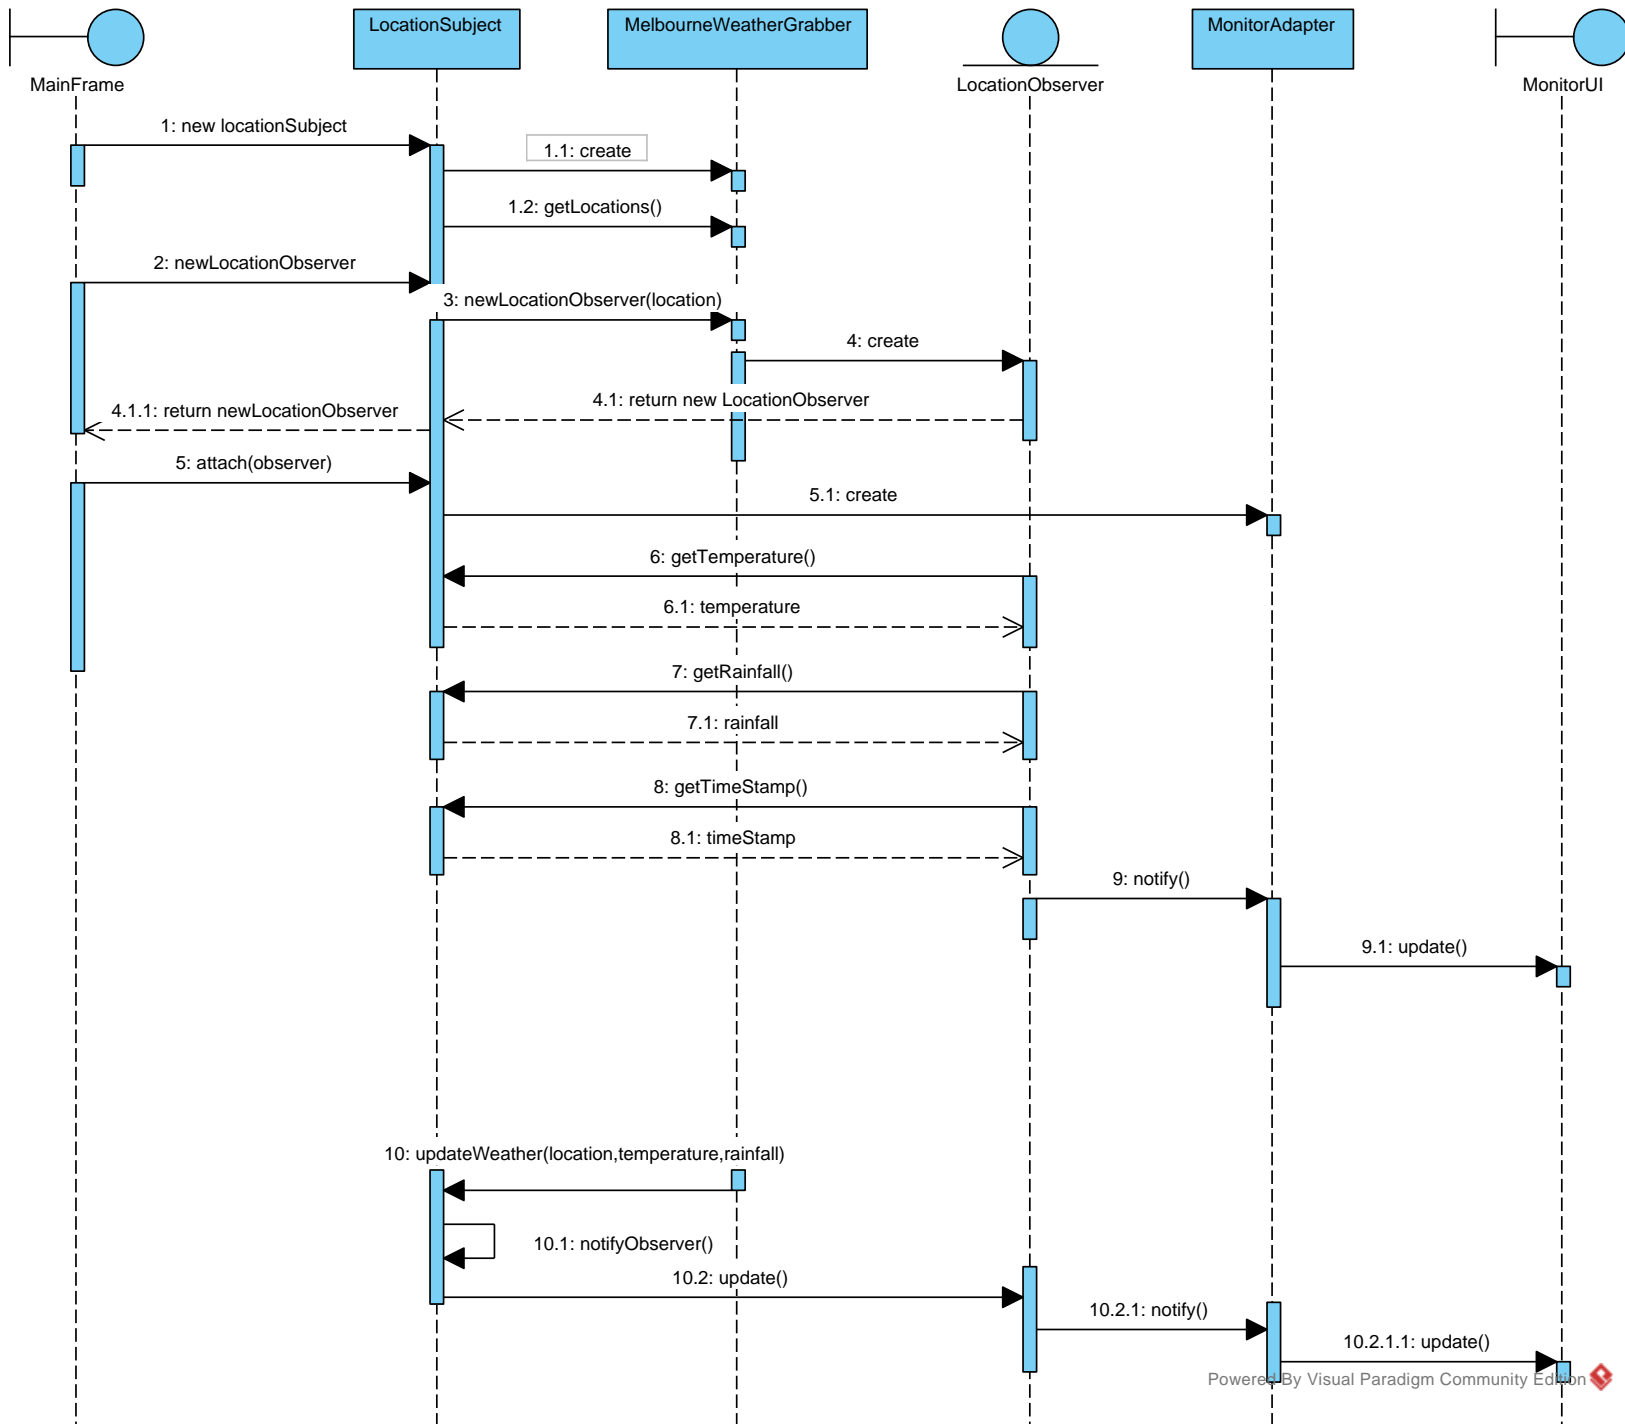 LocationSubject
MelbourneWeatherGrabber
MonitorAdapter
MainFrame
LocationObserver
MonitorUI
1: new locationSubject
1.1: create
1.2: getLocations()
2: newLocationObserver
3: newLocationObserver(location)
4: create
4.1: return new LocationObserver
4.1.1: return newLocationObserver
5: attach(observer)
5.1: create
6: getTemperature()
6.1: temperature
7: getRainfall()
7.1: rainfall
8: getTimeStamp()
8.1: timeStamp
9: notify()
9.1: update()
10: updateWeather(location,temperature,rainfall)
10.1: notifyObserver()
10.2: update()
10.2.1: notify()
10.2.1.1: update()
Powered By Visual Paradigm Community Edition